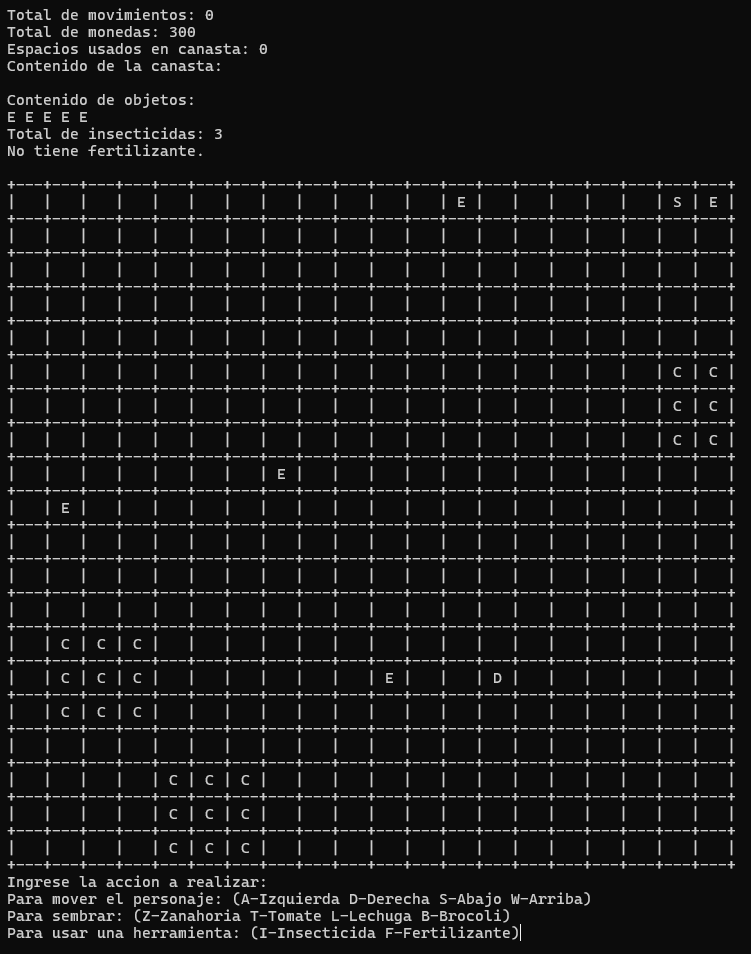 Total de movimientos: 0
Total de monedas: 300
Espacios usados en canasta: 0
Contenido de la canasta:
Contenido de objetos:
E E E E E
Total de insecticidas: 3
No tiene fertilizante.
+---+---+---+---+---+---+---+---+---+---+---+---+---+---+---+---+---+---+---+---+
|   |   |   |   |   |   |   |   |   |   |   |   | E |   |   |   |   |   | S | E |
+---+---+---+---+---+---+---+---+---+---+---+---+---+---+---+---+---+---+---+---+
|   |   |   |   |   |   |   |   |   |   |   |   |   |   |   |   |   |   |   |   |
+---+---+---+---+---+---+---+---+---+---+---+---+---+---+---+---+---+---+---+---+
|   |   |   |   |   |   |   |   |   |   |   |   |   |   |   |   |   |   |   |   |
+---+---+---+---+---+---+---+---+---+---+---+---+---+---+---+---+---+---+---+---+
|   |   |   |   |   |   |   |   |   |   |   |   |   |   |   |   |   |   |   |   |
+---+---+---+---+---+---+---+---+---+---+---+---+---+---+---+---+---+---+---+---+
|   |   |   |   |   |   |   |   |   |   |   |   |   |   |   |   |   |   |   |   |
+---+---+---+---+---+---+---+---+---+---+---+---+---+---+---+---+---+---+---+---+
|   |   |   |   |   |   |   |   |   |   |   |   |   |   |   |   |   |   | C | C |
+---+---+---+---+---+---+---+---+---+---+---+---+---+---+---+---+---+---+---+---+
|   |   |   |   |   |   |   |   |   |   |   |   |   |   |   |   |   |   | C | C |
+---+---+---+---+---+---+---+---+---+---+---+---+---+---+---+---+---+---+---+---+
|   |   |   |   |   |   |   |   |   |   |   |   |   |   |   |   |   |   | C | C |
+---+---+---+---+---+---+---+---+---+---+---+---+---+---+---+---+---+---+---+---+
|   |   |   |   |   |   |   | E |   |   |   |   |   |   |   |   |   |   |   |   |
+---+---+---+---+---+---+---+---+---+---+---+---+---+---+---+---+---+---+---+---+
|   | E |   |   |   |   |   |   |   |   |   |   |   |   |   |   |   |   |   |   |
+---+---+---+---+---+---+---+---+---+---+---+---+---+---+---+---+---+---+---+---+
|   |   |   |   |   |   |   |   |   |   |   |   |   |   |   |   |   |   |   |   |
+---+---+---+---+---+---+---+---+---+---+---+---+---+---+---+---+---+---+---+---+
|   |   |   |   |   |   |   |   |   |   |   |   |   |   |   |   |   |   |   |   |
+---+---+---+---+---+---+---+---+---+---+---+---+---+---+---+---+---+---+---+---+
|   |   |   |   |   |   |   |   |   |   |   |   |   |   |   |   |   |   |   |   |
+---+---+---+---+---+---+---+---+---+---+---+---+---+---+---+---+---+---+---+---+
|   | C | C | C |   |   |   |   |   |   |   |   |   |   |   |   |   |   |   |   |
+---+---+---+---+---+---+---+---+---+---+---+---+---+---+---+---+---+---+---+---+
|   | C | C | C |   |   |   |   |   |   | E |   |   | D |   |   |   |   |   |   |
+---+---+---+---+---+---+---+---+---+---+---+---+---+---+---+---+---+---+---+---+
|   | C | C | C |   |   |   |   |   |   |   |   |   |   |   |   |   |   |   |   |
+---+---+---+---+---+---+---+---+---+---+---+---+---+---+---+---+---+---+---+---+
|   |   |   |   |   |   |   |   |   |   |   |   |   |   |   |   |   |   |   |   |
+---+---+---+---+---+---+---+---+---+---+---+---+---+---+---+---+---+---+---+---+
|   |   |   |   | C | C | C |   |   |   |   |   |   |   |   |   |   |   |   |   |
+---+---+---+---+---+---+---+---+---+---+---+---+---+---+---+---+---+---+---+---+
|   |   |   |   | C | C | C |   |   |   |   |   |   |   |   |   |   |   |   |   |
+---+---+---+---+---+---+---+---+---+---+---+---+---+---+---+---+---+---+---+---+
|   |   |   |   | C | C | C |   |   |   |   |   |   |   |   |   |   |   |   |   |
+---+---+---+---+---+---+---+---+---+---+---+---+---+---+---+---+---+---+---+---+
Ingrese la accion a realizar:
Para mover el personaje: (A-Izquierda D-Derecha S-Abajo W-Arriba)
Para sembrar: (Z-Zanahoria T-Tomate L-Lechuga B-Brocoli)
Para usar una herramienta: (I-Insecticida F-Fertilizante)